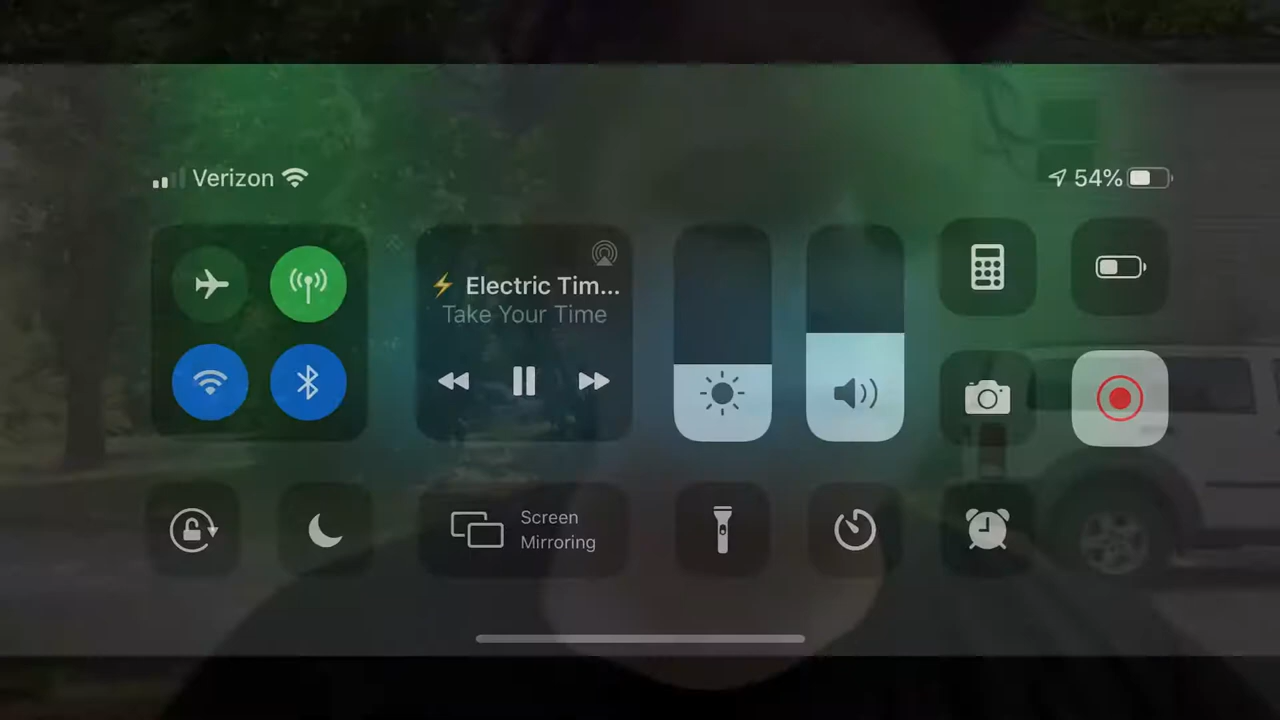 Verizon
54%
⚡ Electric Tim...
Take Your Time
Screen
Mirroring